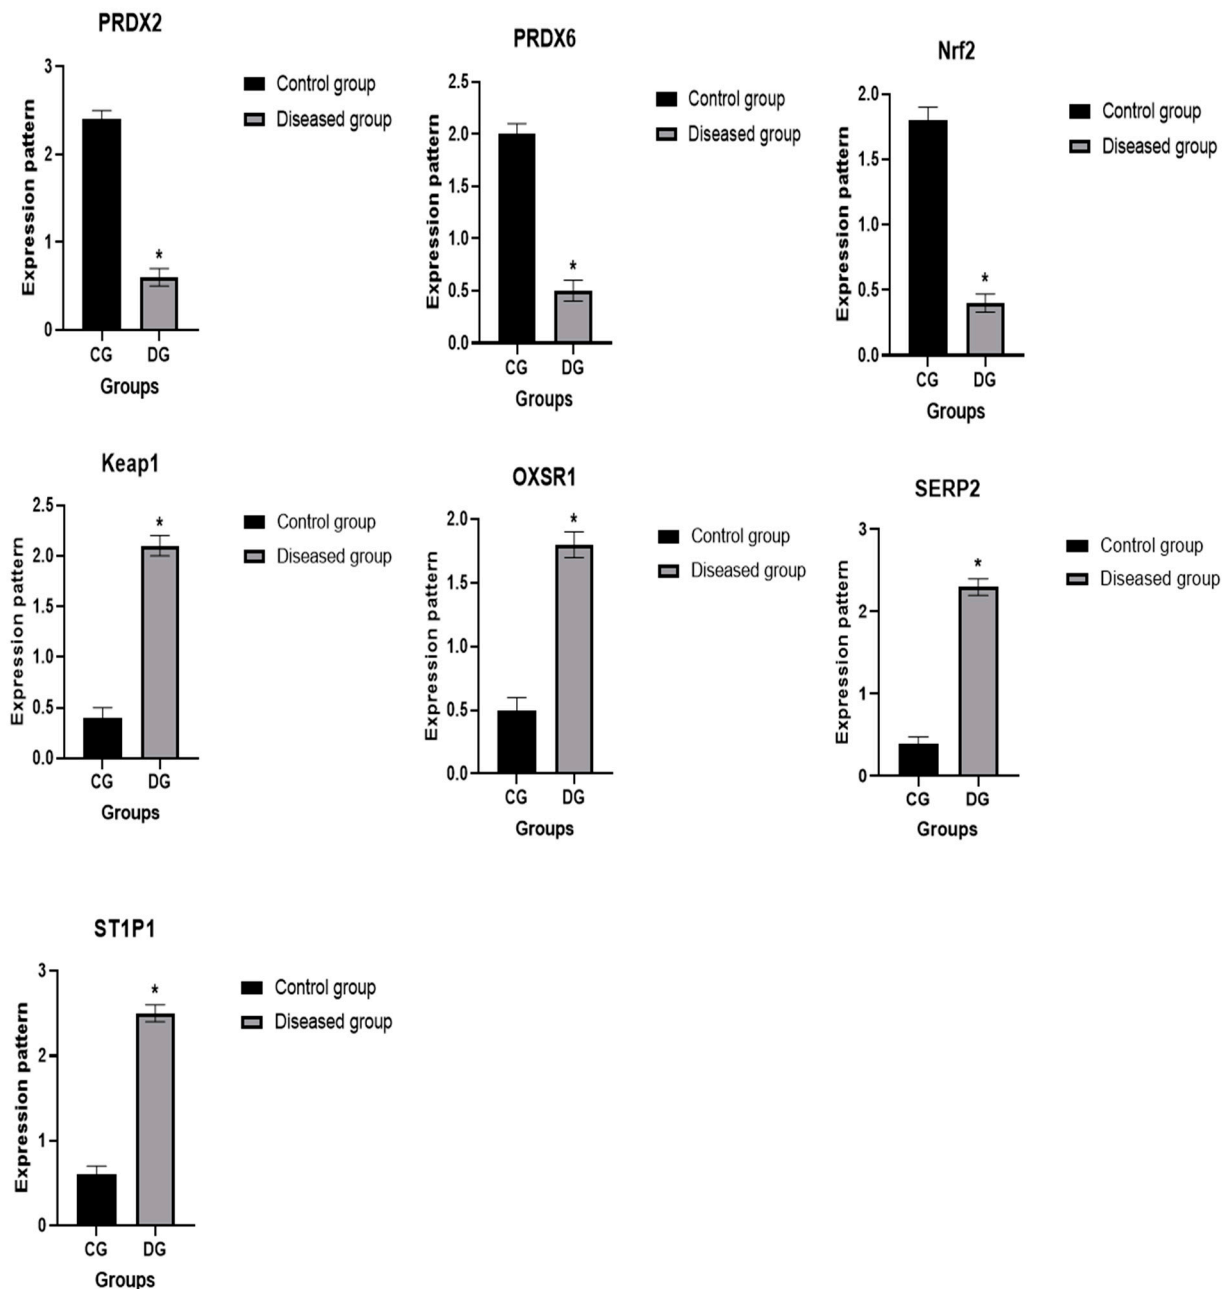 PRDX2
Expression pattern
3
2
1
0
CG DG
Groups
*
Control group
Diseased group
PRDX6
Expression pattern
2.5
2.0
1.5
1.0
0.5
0.0
CG DG
Groups
*
Control group
Diseased group
Nrf2
Expression pattern
2.0
1.5
1.0
0.5
0.0
CG DG
Groups
*
Control group
Diseased group
Keap1
Expression pattern
2.5
2.0
1.5
1.0
0.5
0.0
CG DG
Groups
*
Control group
Diseased group
OXSR1
Expression pattern
2.0
1.5
1.0
0.5
0.0
CG DG
Groups
*
Control group
Diseased group
SERP2
Expression pattern
3
2
1
0
CG DG
Groups
*
Control group
Diseased group
ST1P1
Expression pattern
3
2
1
0
CG DG
Groups
*
Control group
Diseased group